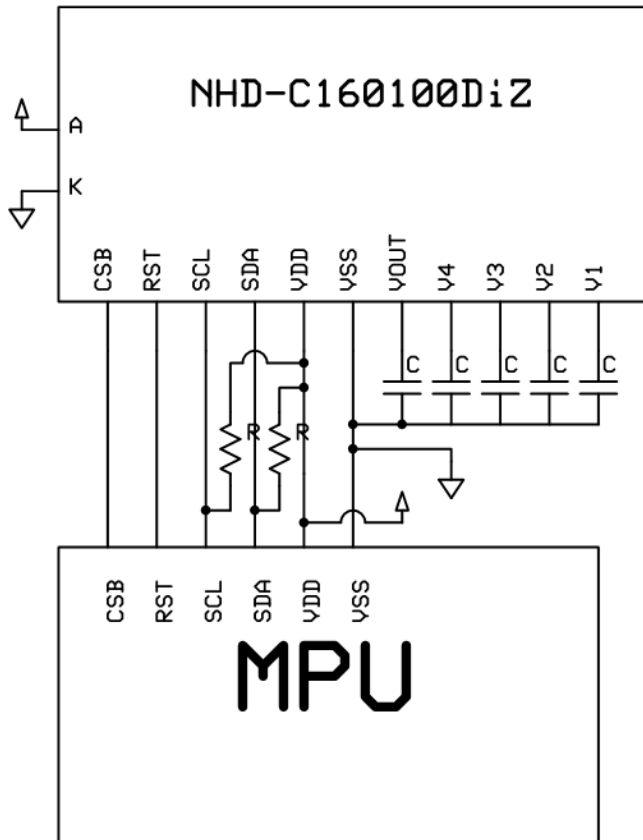 NHD-C160100DiZ
A
K
CSB RST SCL SDA VDD VSS VOUT V4 V3 V2 V1
C C C C C
R R
CSB RST SCL SDA VDD VSS
MPU